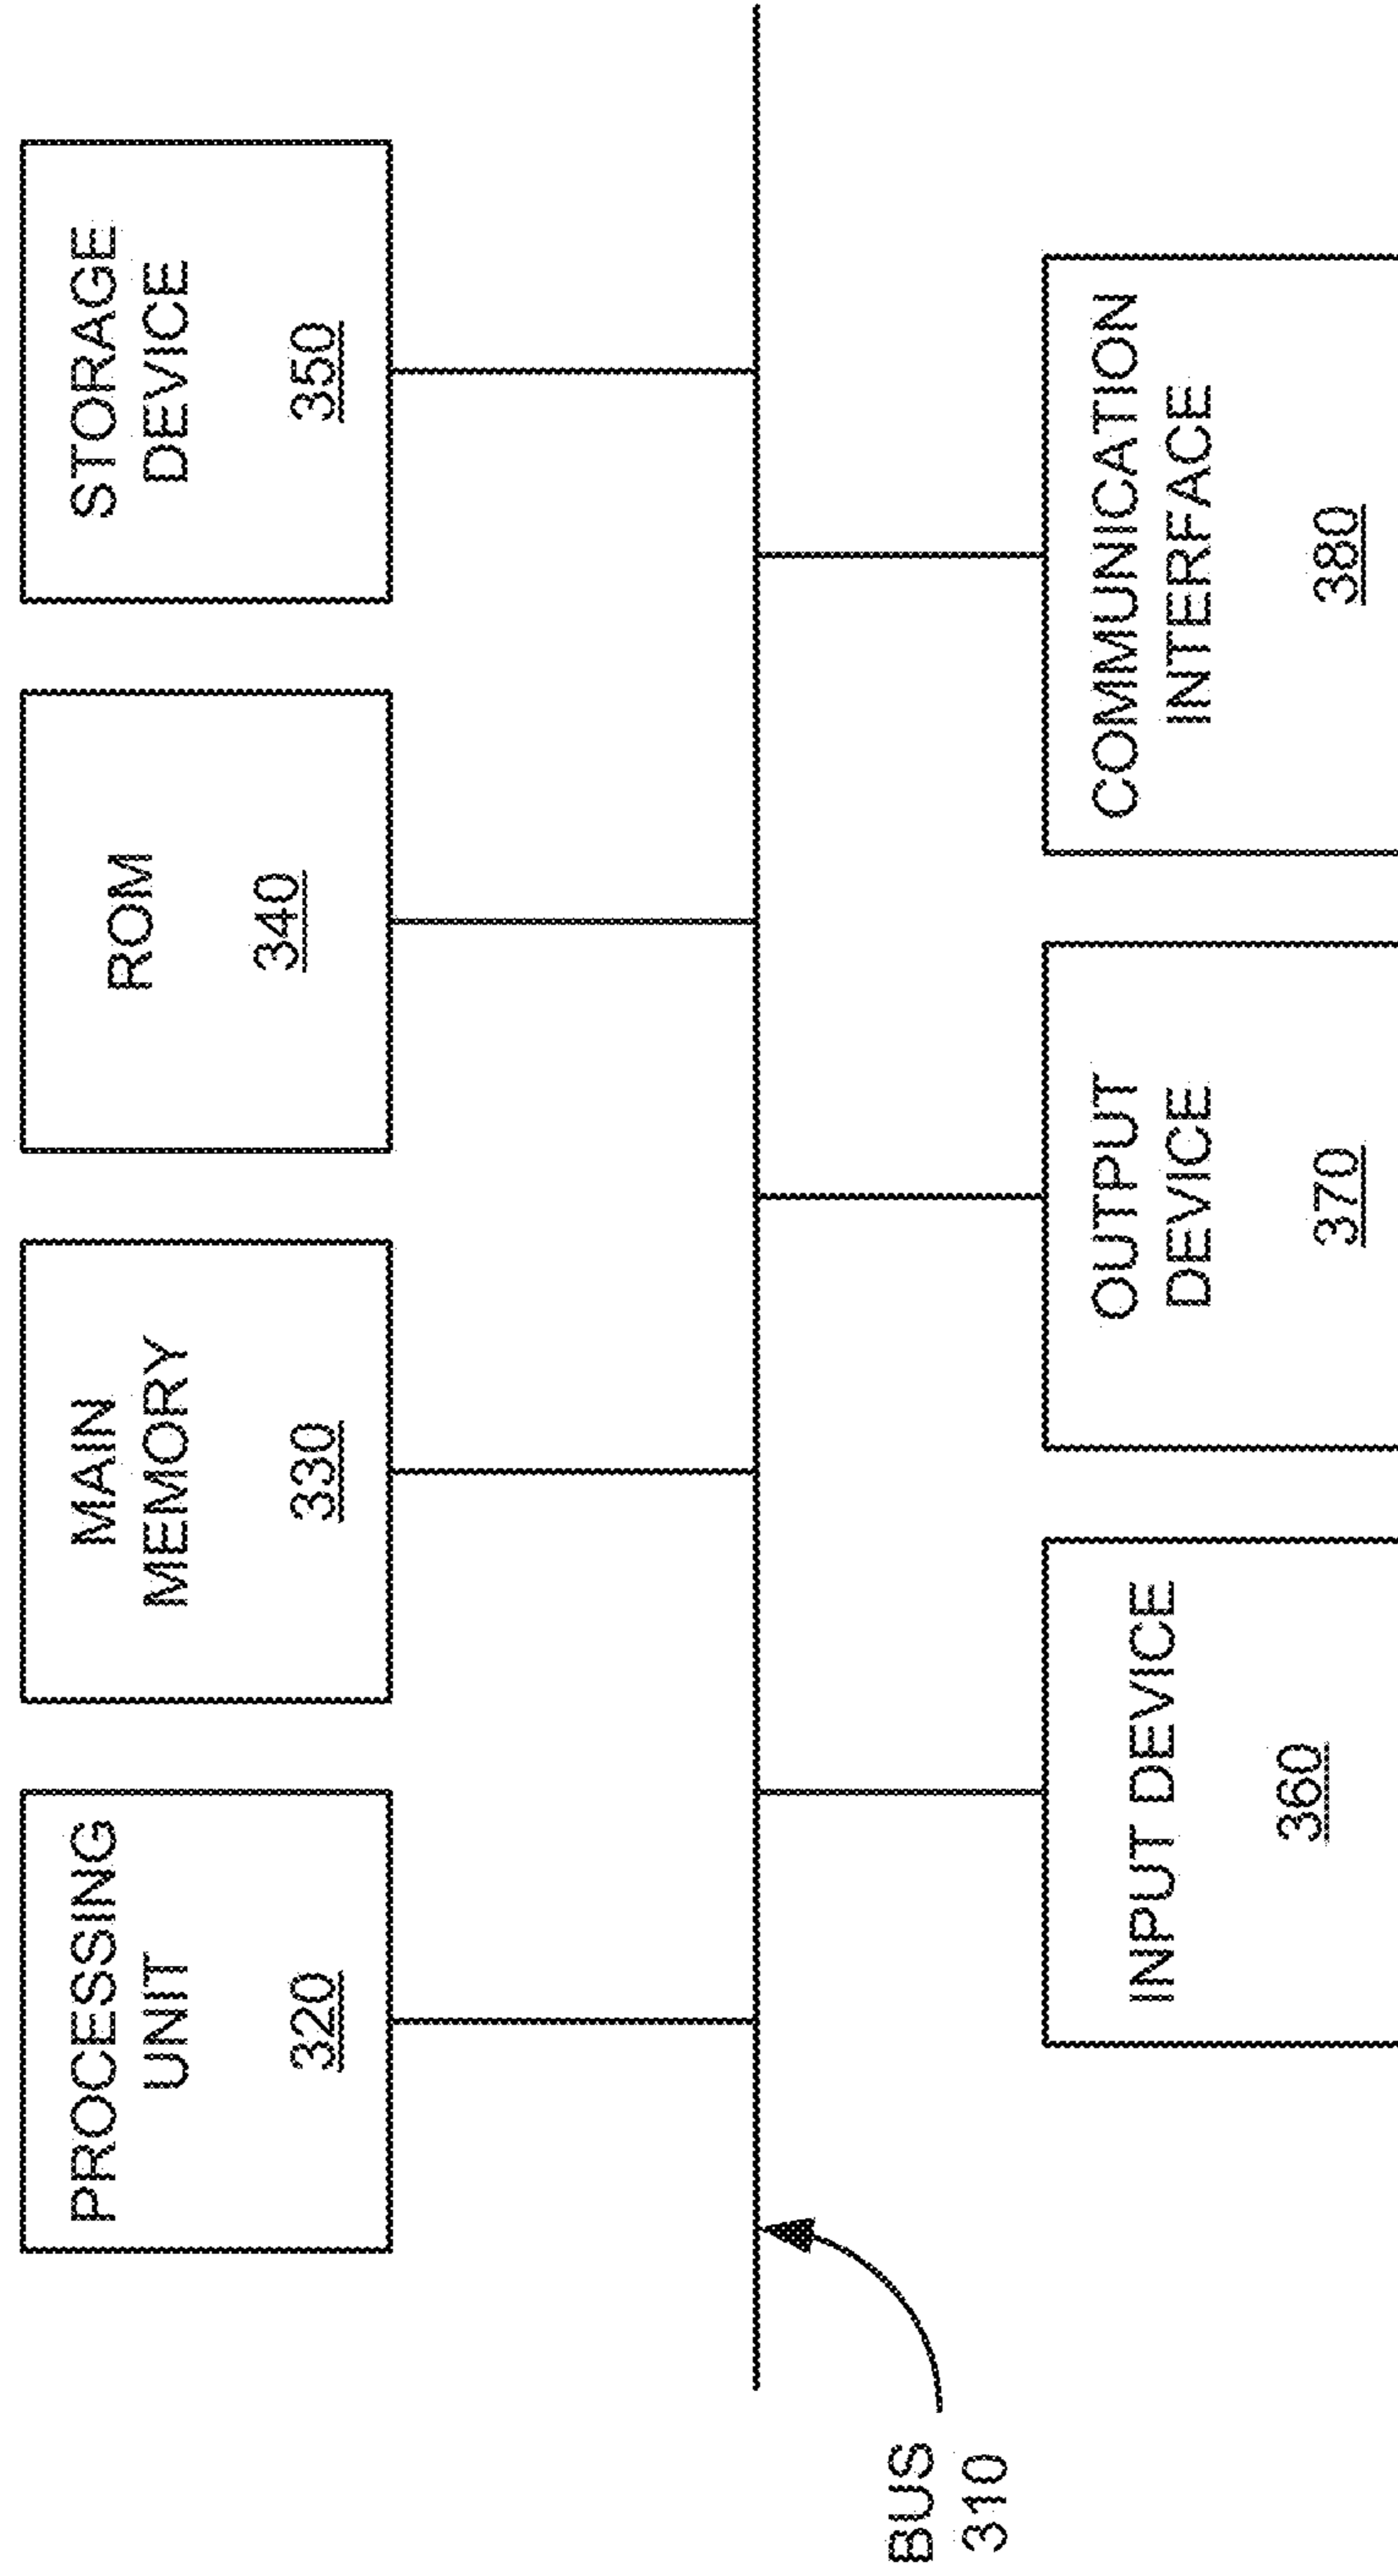 PROCESSING
UNIT
320
MAIN
MEMORY
330
ROM
340
STORAGE
DEVICE
350
BUS
310
INPUT DEVICE
360
OUTPUT
DEVICE
370
COMMUNICATION
INTERFACE
380